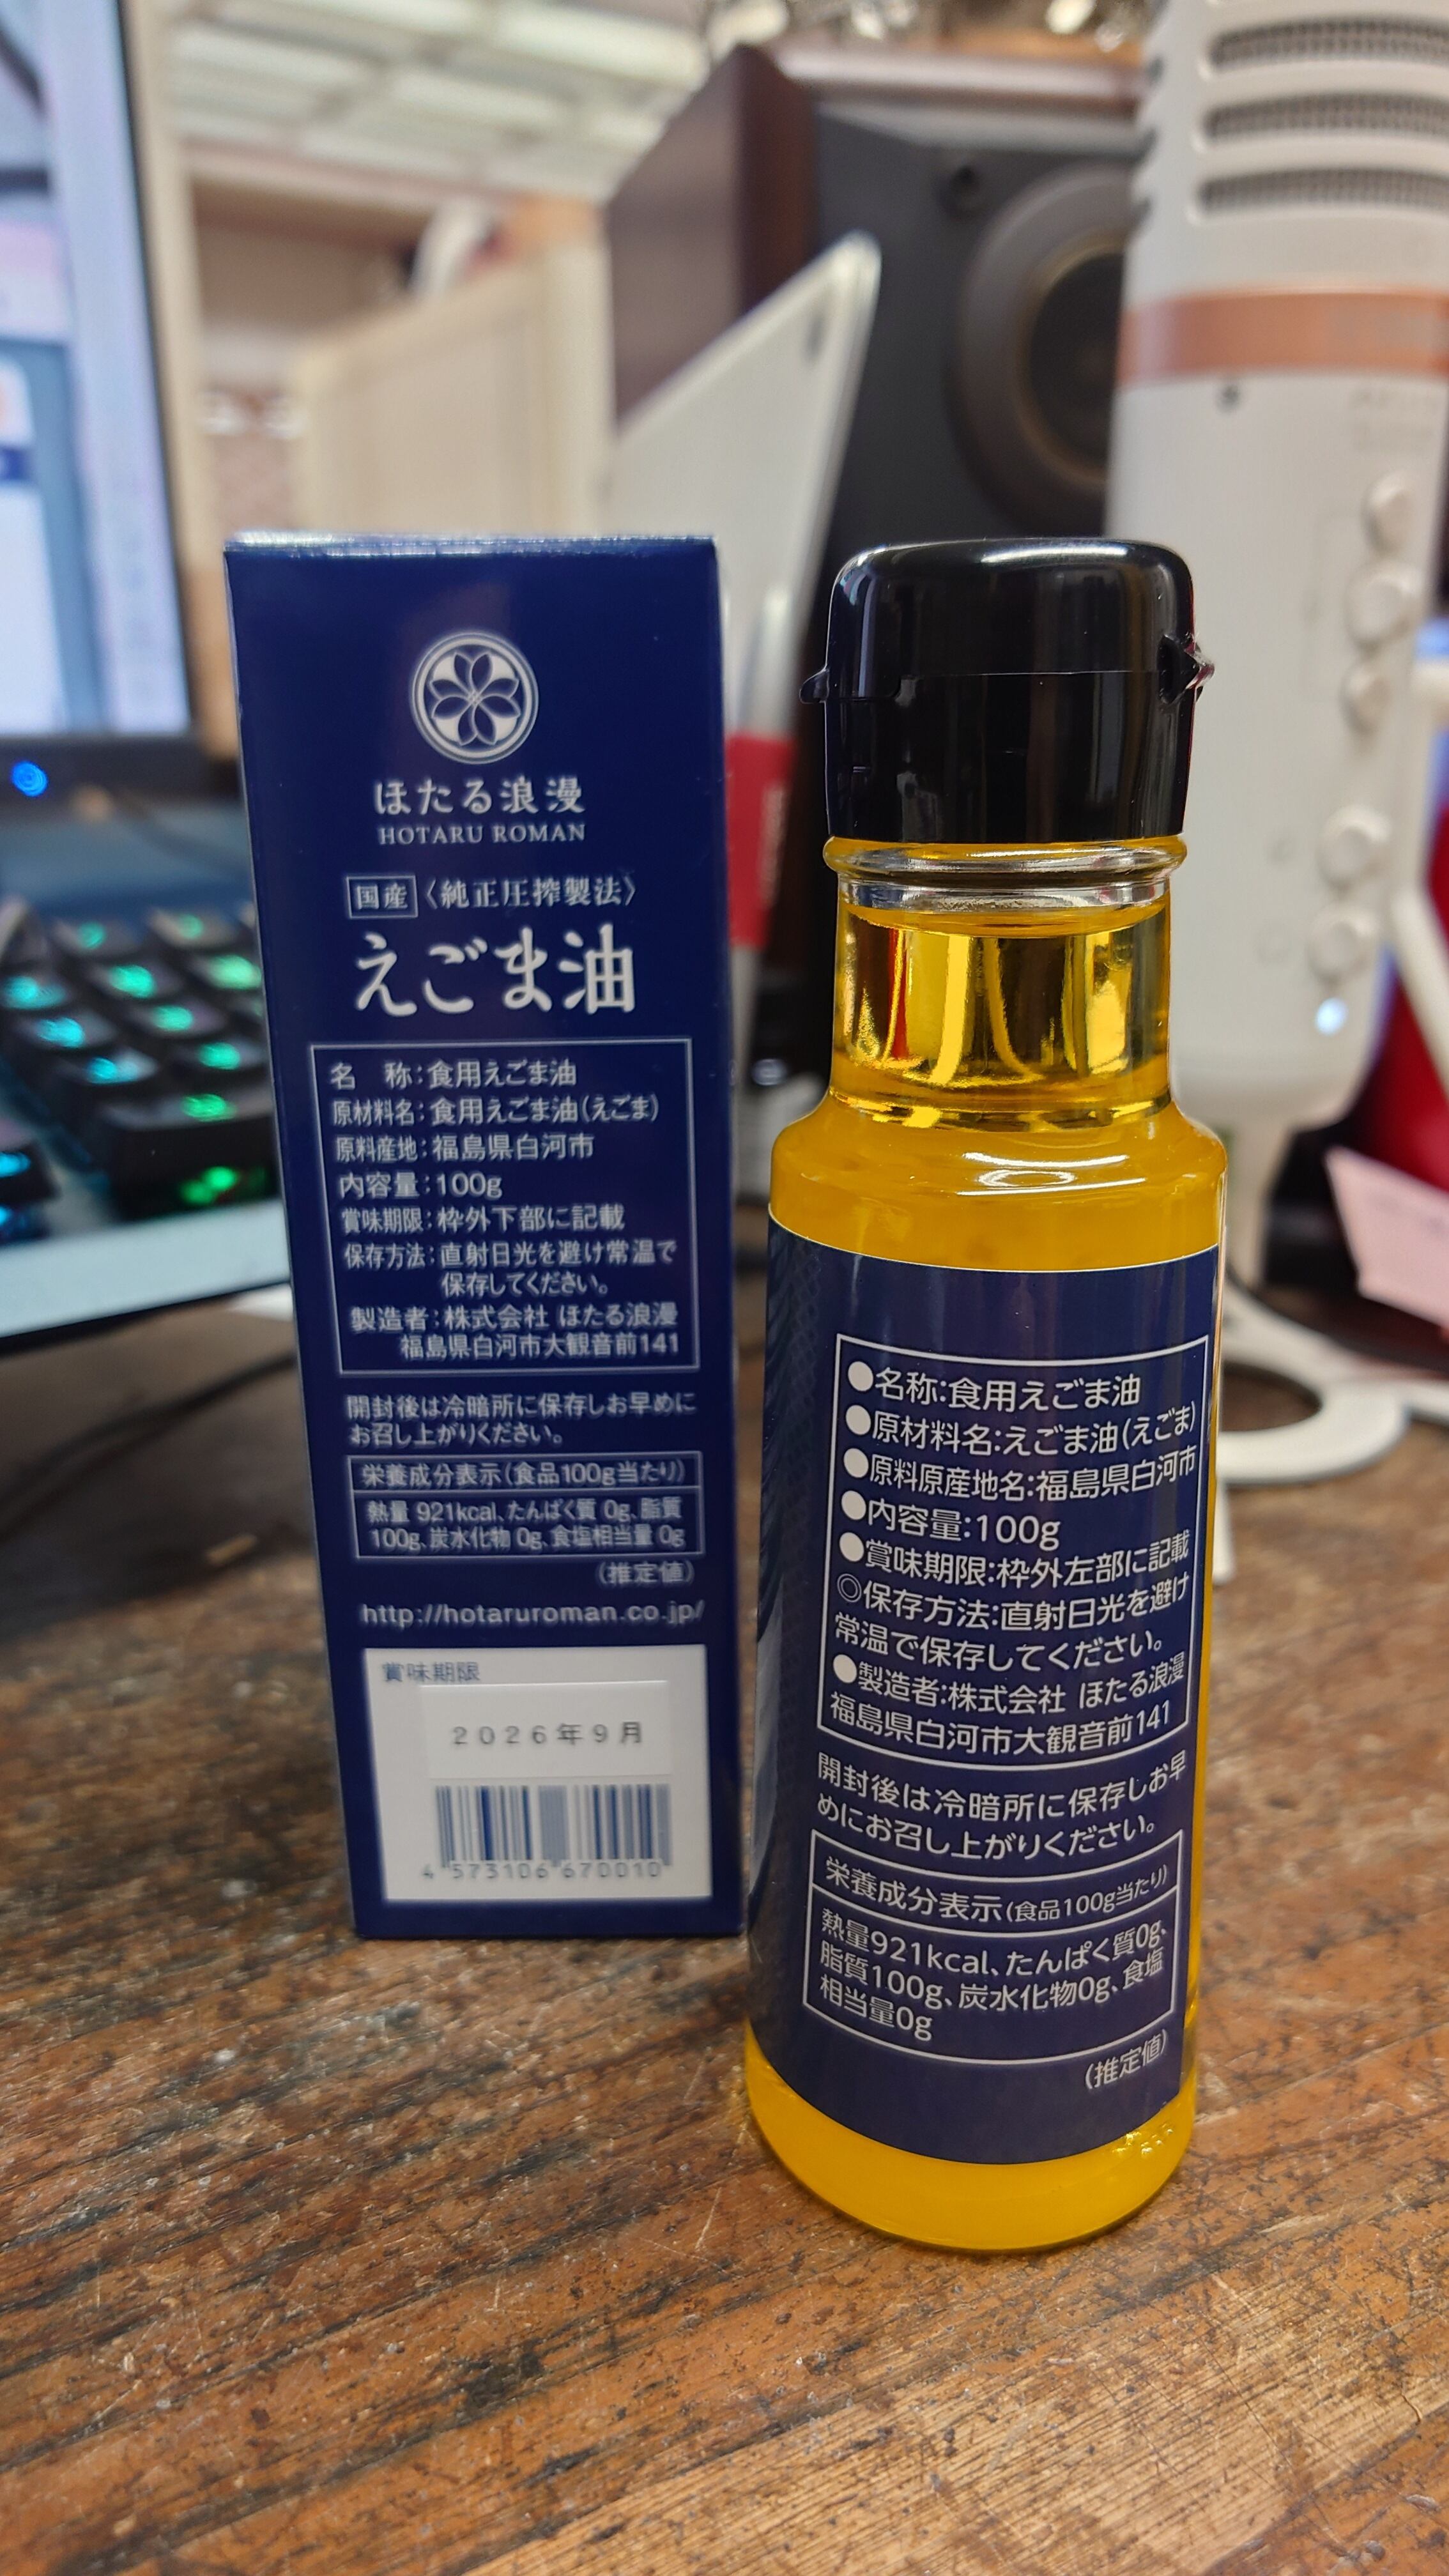 ほたる浪漫
HOTARU ROMAN
国産〈純正圧搾製法〉
えごま油
名 称：食用えごま油
原材料名：食用えごま油（えごま）
原料産地：福島県白河市
内容量：100g
賞味期限：枠外下部に記載
保存方法：直射日光を避け常温で
保存してください。
製造者：株式会社 ほたる浪漫
福島県白河市大観音前141
開封後は冷暗所に保存しお早めに
お召し上がりください。
栄養成分表示（食品100g当たり）
熱量 921kcal、たんぱく質 0g、脂質
100g、炭水化物 0g、食塩相当量 0g
（推定値）
http://hotaruroman.co.jp/
賞味期限
2026年9月
4 573106 670010
●名称：食用えごま油
●原材料名：えごま油（えごま）
●原料原産地名：福島県白河市
●内容量：100g
●賞味期限：枠外左部に記載
◎保存方法：直射日光を避け
常温で保存してください。
●製造者：株式会社 ほたる浪漫
福島県白河市大観音前141
開封後は冷暗所に保存しお早
めにお召し上がりください。
栄養成分表示（食品100g当たり）
熱量921kcal、たんぱく質0g、
脂質100g、炭水化物0g、食塩
相当量0g
（推定値）